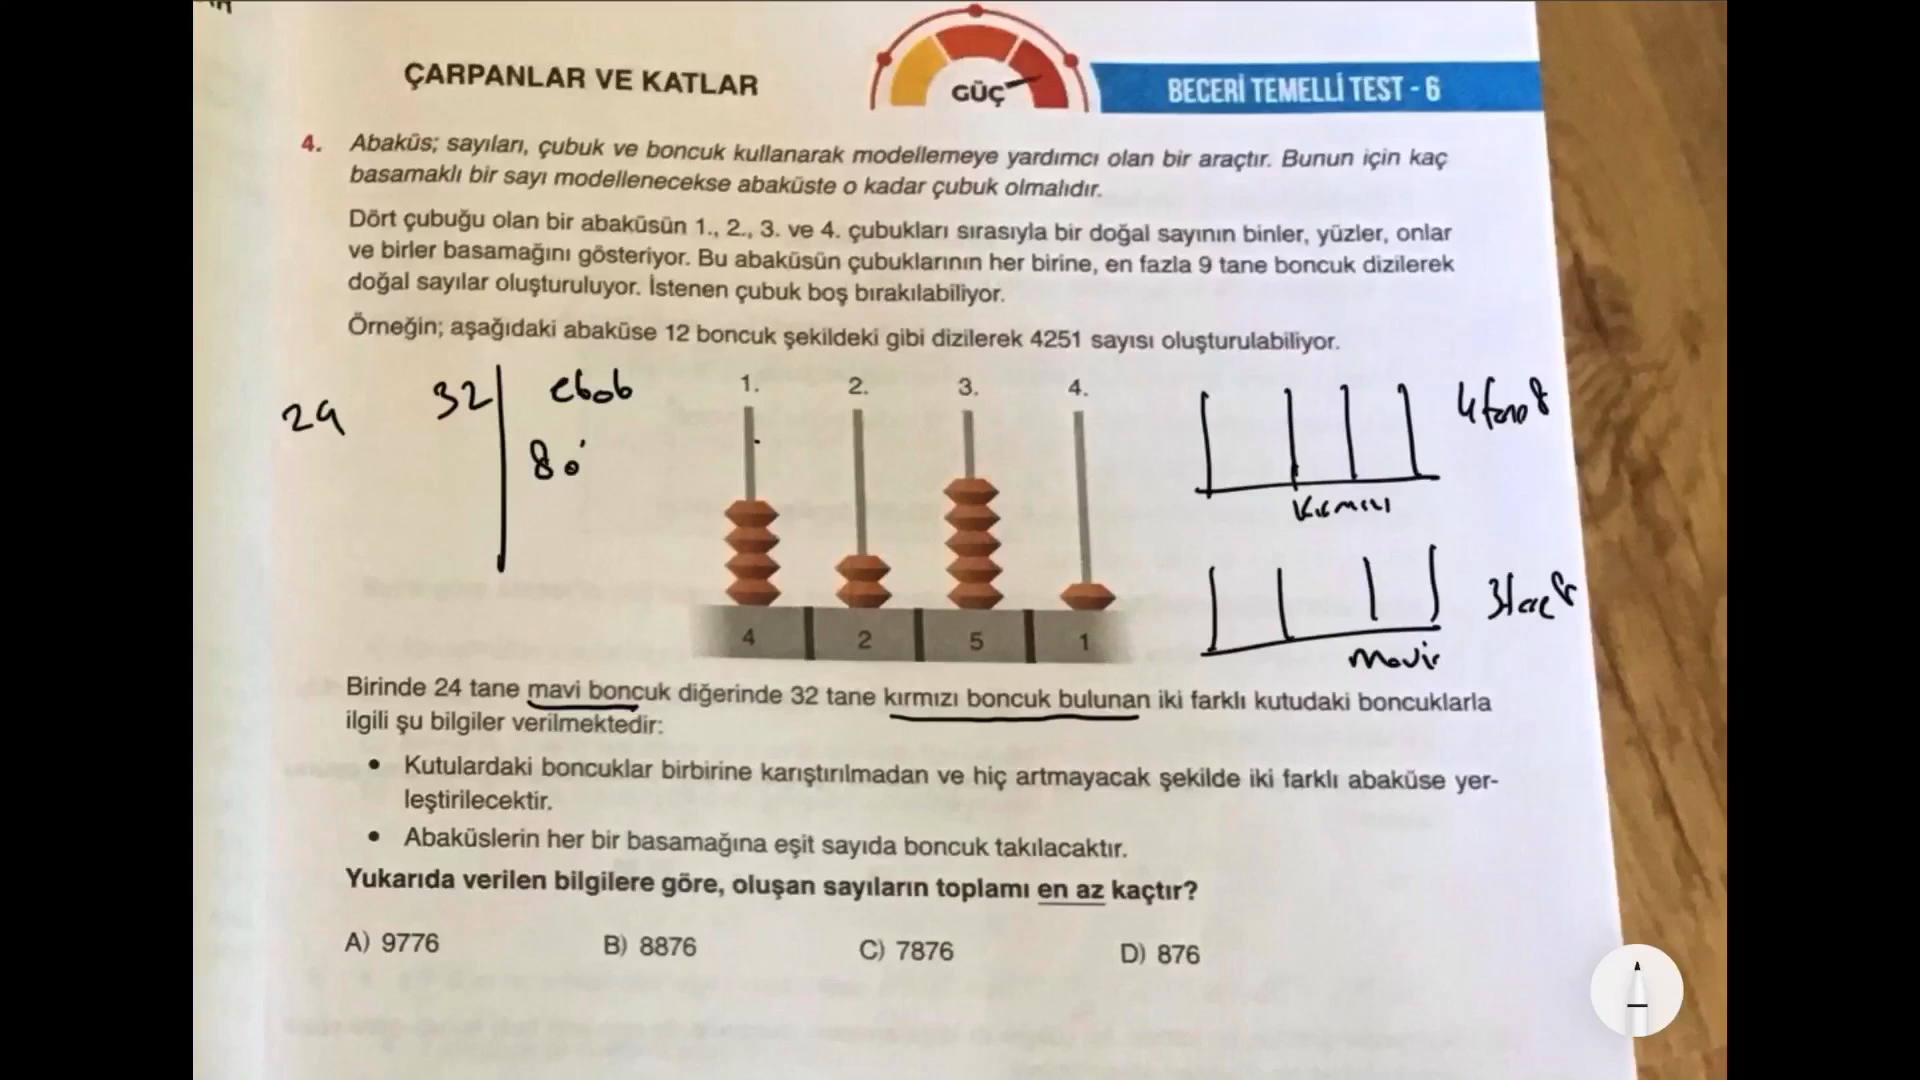 ÇARPANLAR VE KATLAR
GÜÇ
BECERİ TEMELLİ TEST - 6
4. Abaküs; sayıları, çubuk ve boncuk kullanarak modellemeye yardımcı olan bir araçtır. Bunun için kaç
basamaklı bir sayı modellenecekse abaküste o kadar çubuk olmalıdır.
Dört çubuğu olan bir abaküsün 1., 2., 3. ve 4. çubukları sırasıyla bir doğal sayının binler, yüzler, onlar
ve birler basamağını gösteriyor. Bu abaküsün çubuklarının her birine, en fazla 9 tane boncuk dizilerek
doğal sayılar oluşturuluyor. İstenen çubuk boş bırakılabiliyor.
Örneğin; aşağıdaki abaküse 12 boncuk şekildeki gibi dizilerek 4251 sayısı oluşturulabiliyor.
24 32 ebob
8
1. 2. 3. 4.
4 2 5 1
Kırmızı
Mavi
Birinde 24 tane mavi boncuk diğerinde 32 tane kırmızı boncuk bulunan iki farklı kutudaki boncuklarla
ilgili şu bilgiler verilmektedir:
• Kutulardaki boncuklar birbirine karıştırılmadan ve hiç artmayacak şekilde iki farklı abaküse yer-
leştirilecektir.
• Abaküslerin her bir basamağına eşit sayıda boncuk takılacaktır.
Yukarıda verilen bilgilere göre, oluşan sayıların toplamı en az kaçtır?
A) 9776 B) 8876 C) 7876 D) 876